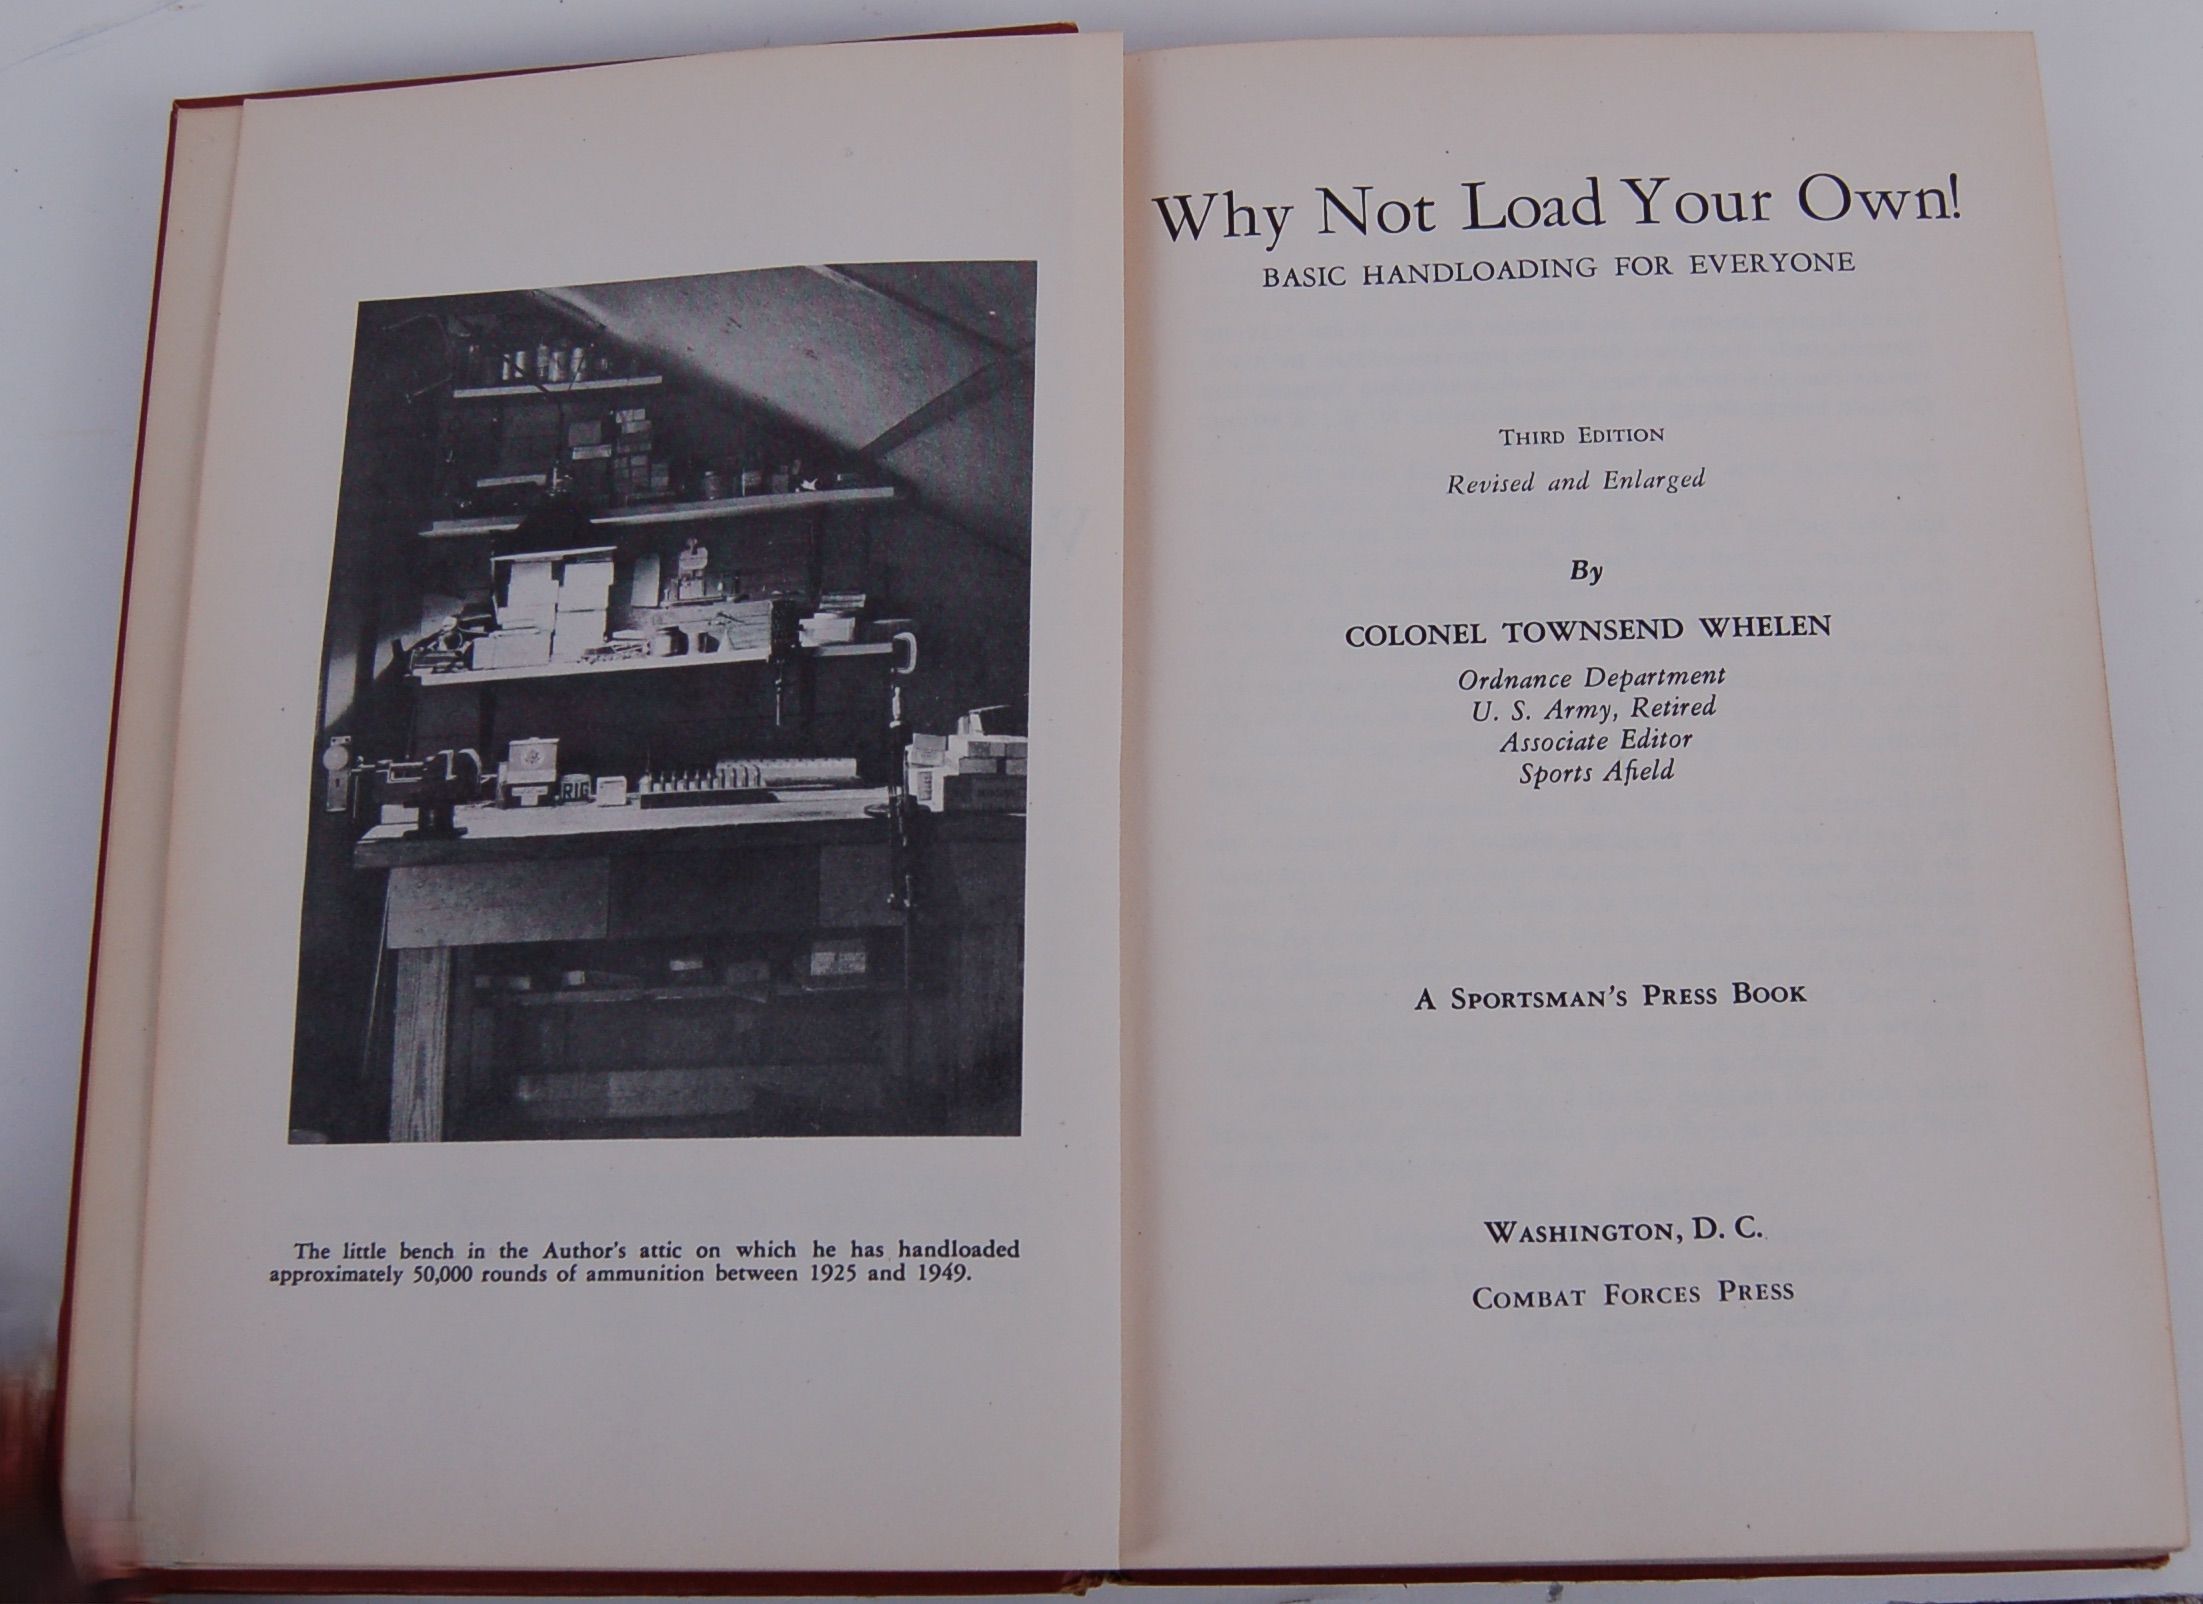 RIG
The little bench in the Author's attic on which he has handloaded
approximately 50,000 rounds of ammunition between 1925 and 1949.
Why Not Load Your Own!
BASIC HANDLOADING FOR EVERYONE
THIRD EDITION
Revised and Enlarged
By
COLONEL TOWNSEND WHELEN
Ordnance Department
U. S. Army, Retired
Associate Editor
Sports Afield
A SPORTSMAN'S PRESS BOOK
WASHINGTON, D. C.
COMBAT FORCES PRESS